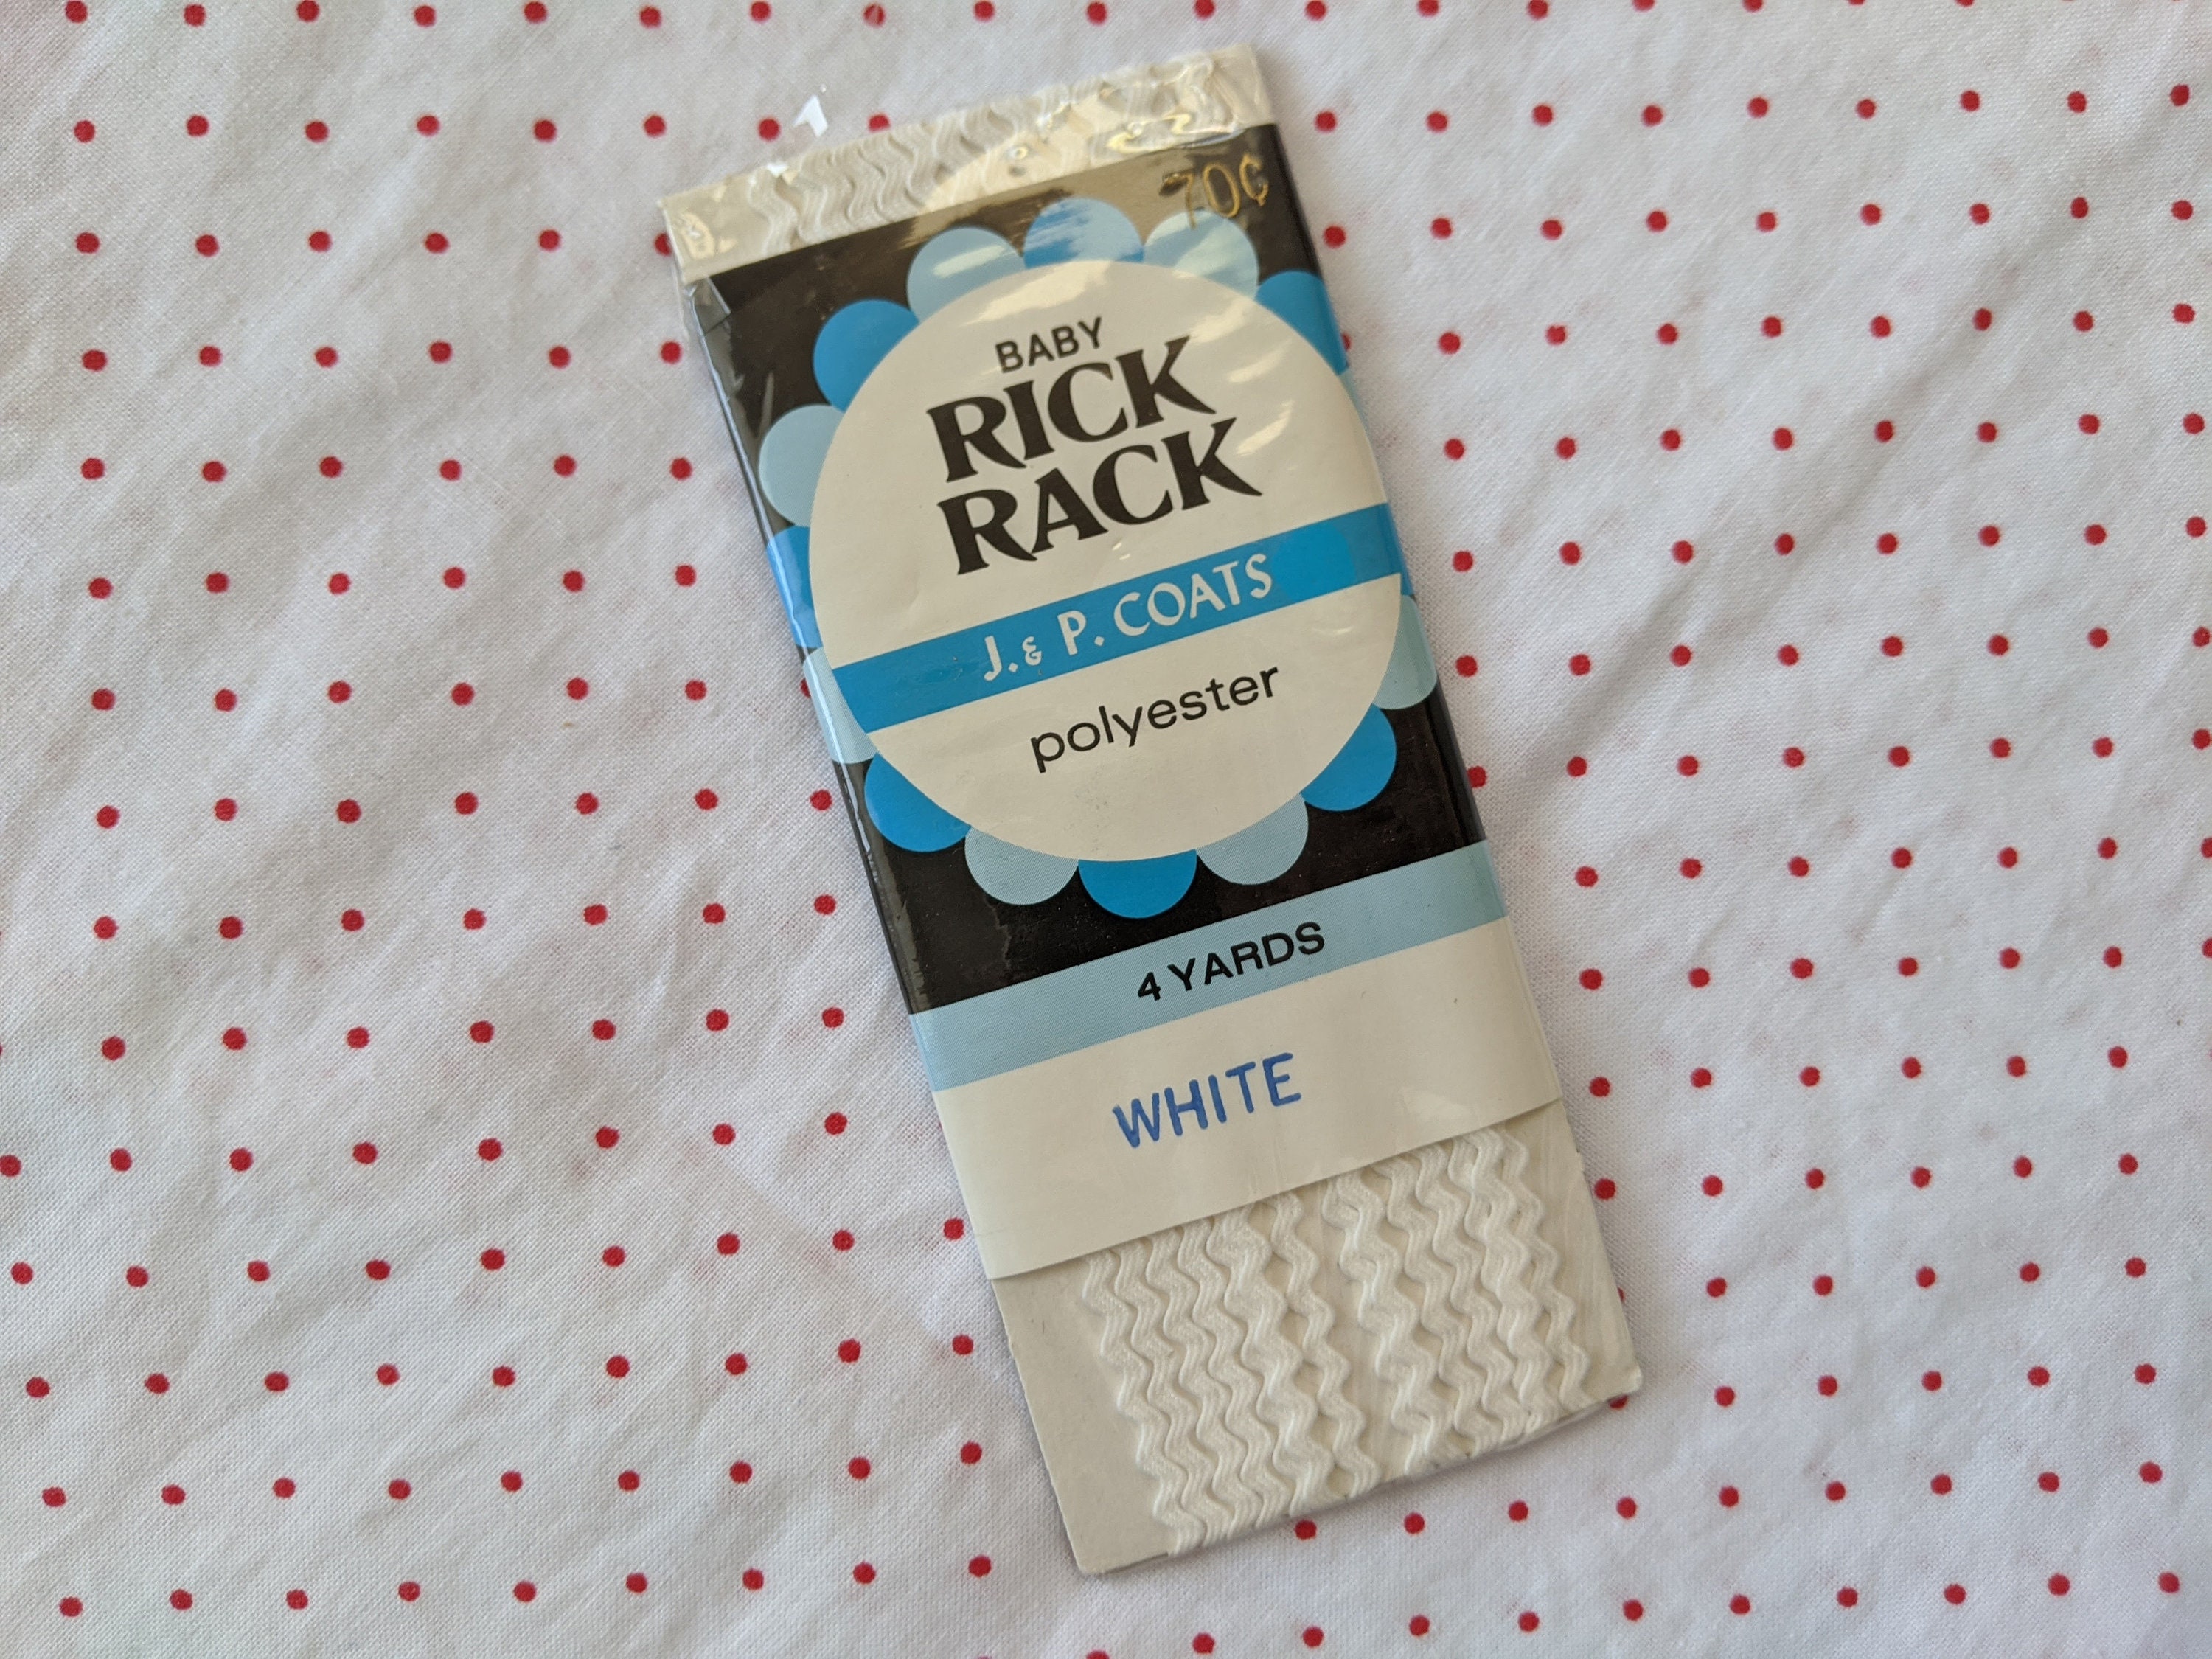 70¢
BABY
RICK
RACK
J. & P. COATS
polyester
4 YARDS
WHITE